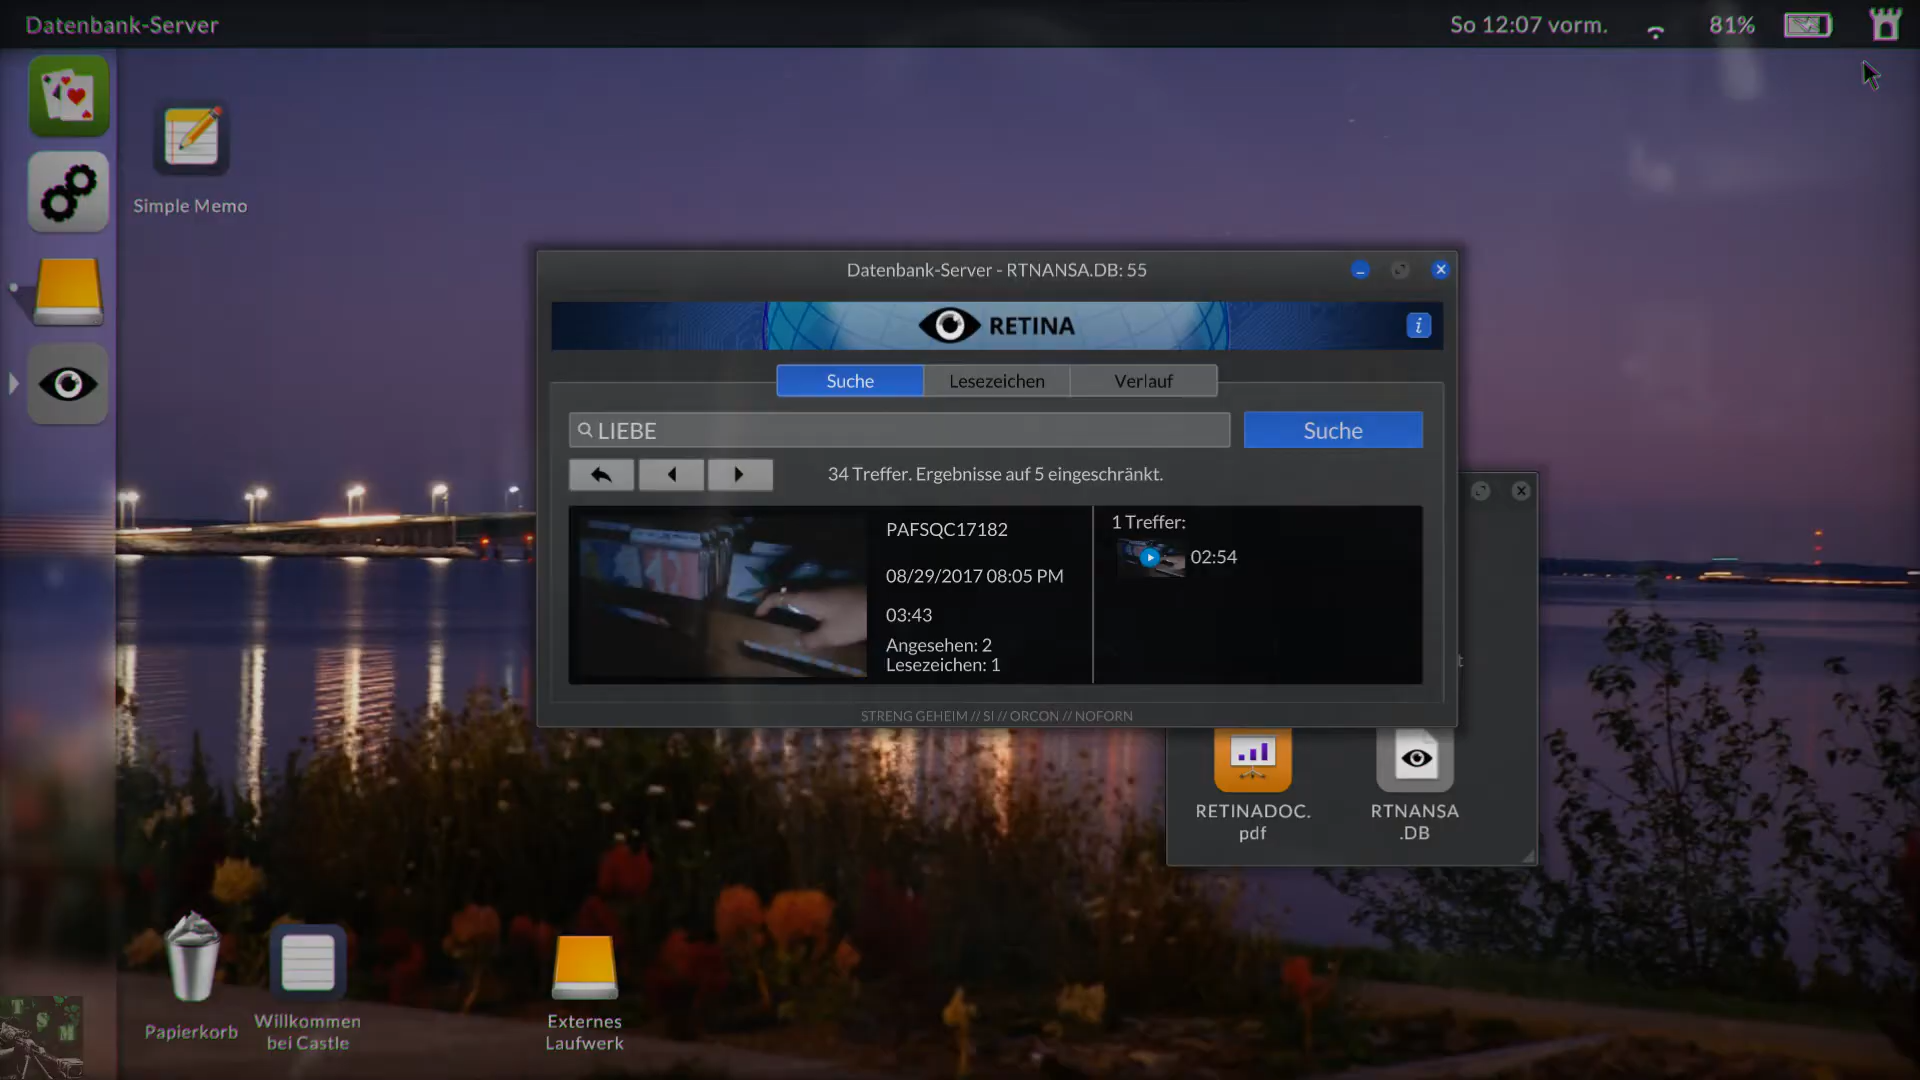 Datenbank-Server
So 12:07 vorm.
81%
Simple Memo
Datenbank-Server - RTNANSA.DB: 55
RETINA
i
Suche
Lesezeichen
Verlauf
LIEBE
Suche
34 Treffer. Ergebnisse auf 5 eingeschränkt.
PAFSQC17182
08/29/2017 08:05 PM
03:43
Angesehen: 2
Lesezeichen: 1
1 Treffer:
02:54
STRENG GEHEIM // SI // ORCON // NOFORN
t
RETINADOC.
pdf
RTNANSA
.DB
Papierkorb
Willkommen
bei Castle
Externes
Laufwerk
T S M